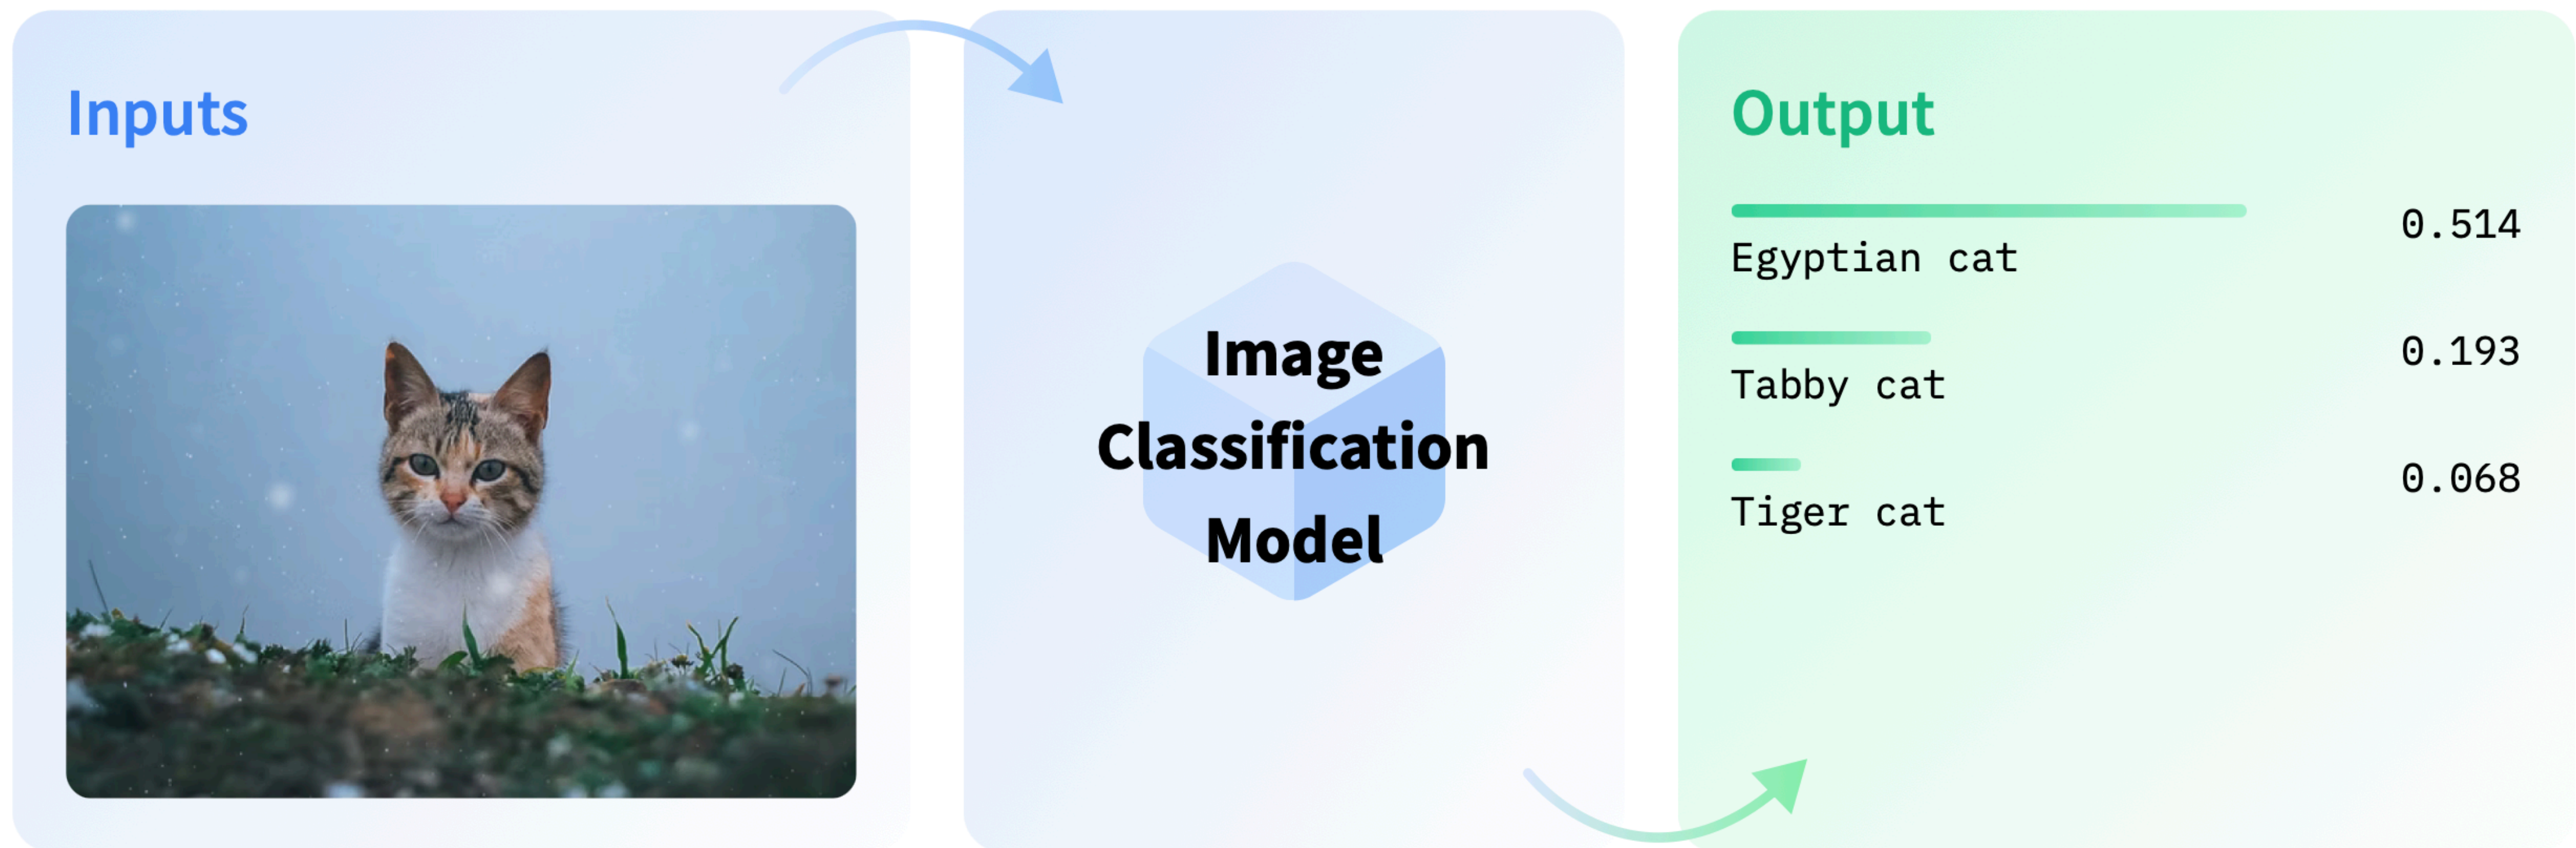 Inputs
Image
Classification
Model
Output
Egyptian cat
0.514
Tabby cat
0.193
Tiger cat
0.068